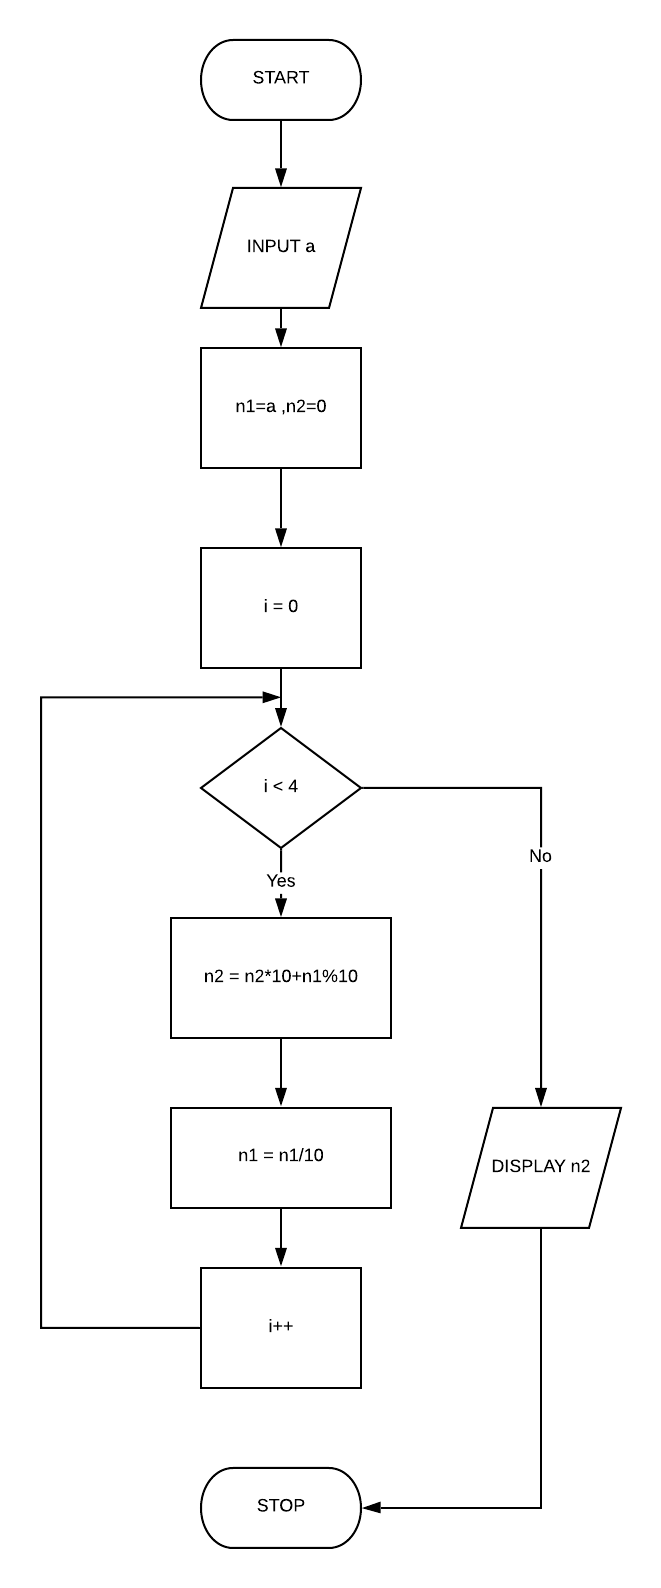 START
INPUT a
n1=a ,n2=0
i = 0
i < 4
Yes
No
n2 = n2*10+n1%10
n1 = n1/10
DISPLAY n2
i++
STOP